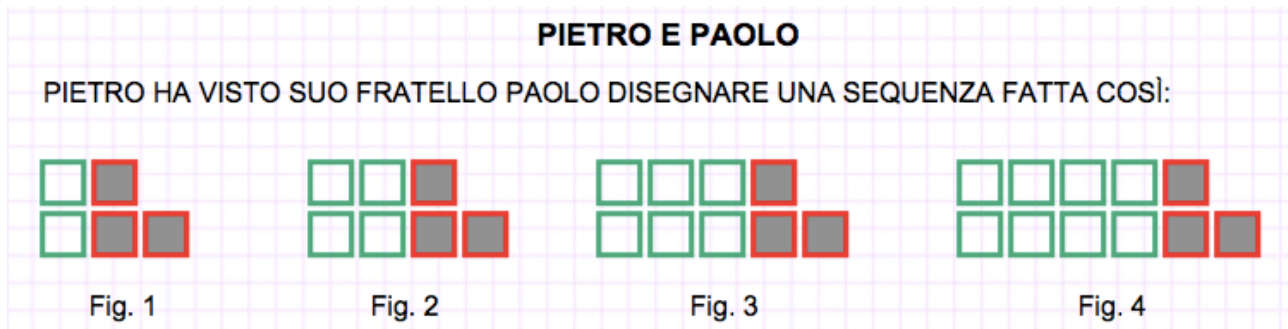 PIETRO E PAOLO
PIETRO HA VISTO SUO FRATELLO PAOLO DISEGNARE UNA SEQUENZA FATTA COSÌ:
Fig. 1 Fig. 2 Fig. 3 Fig. 4